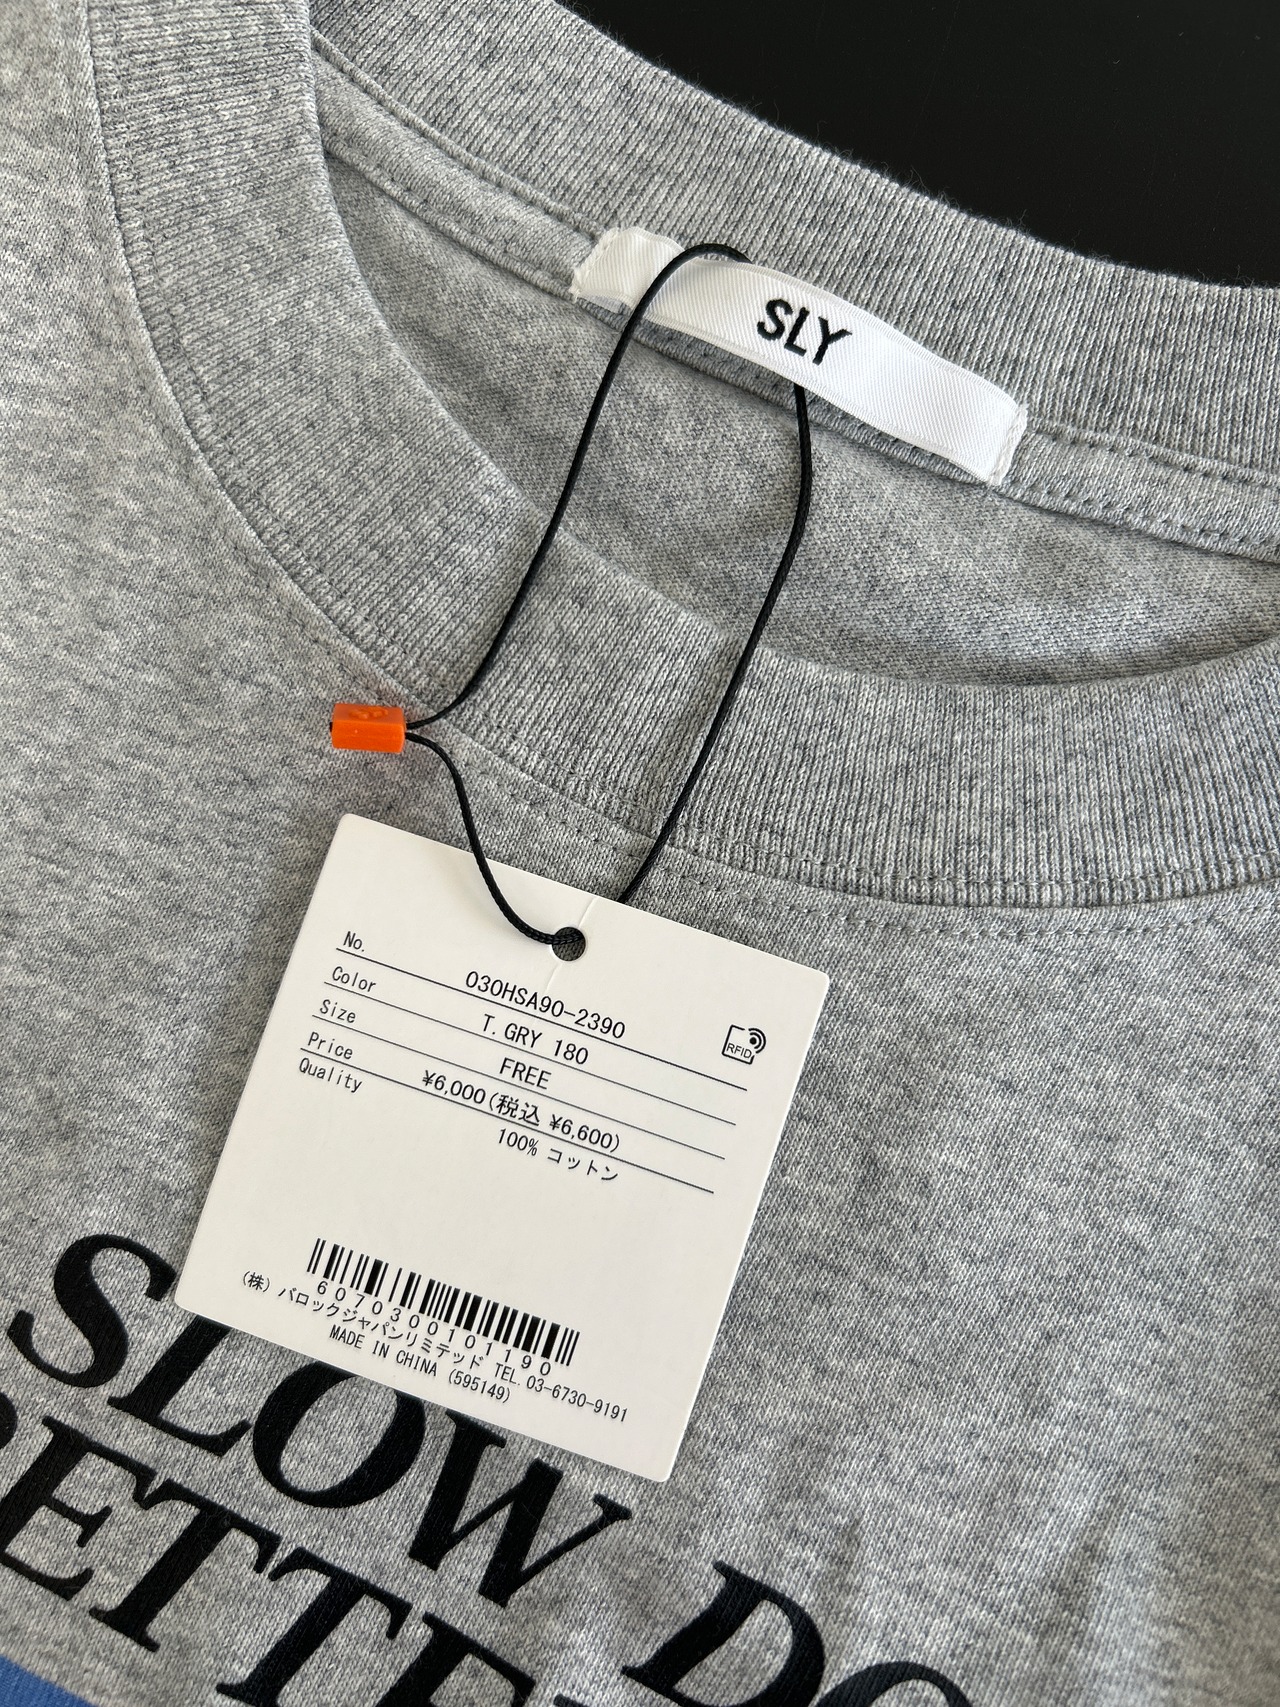 SLY
No. 030HSA90-2390
Color T. GRY 180
Size FREE
Price ¥6,000(税込 ¥6,600)
Quality 100% コットン
RFID
6070300101190
(株) バロックジャパンリミテッド TEL. 03-6730-9191
MADE IN CHINA (595149)
SLOW DO
BETTE